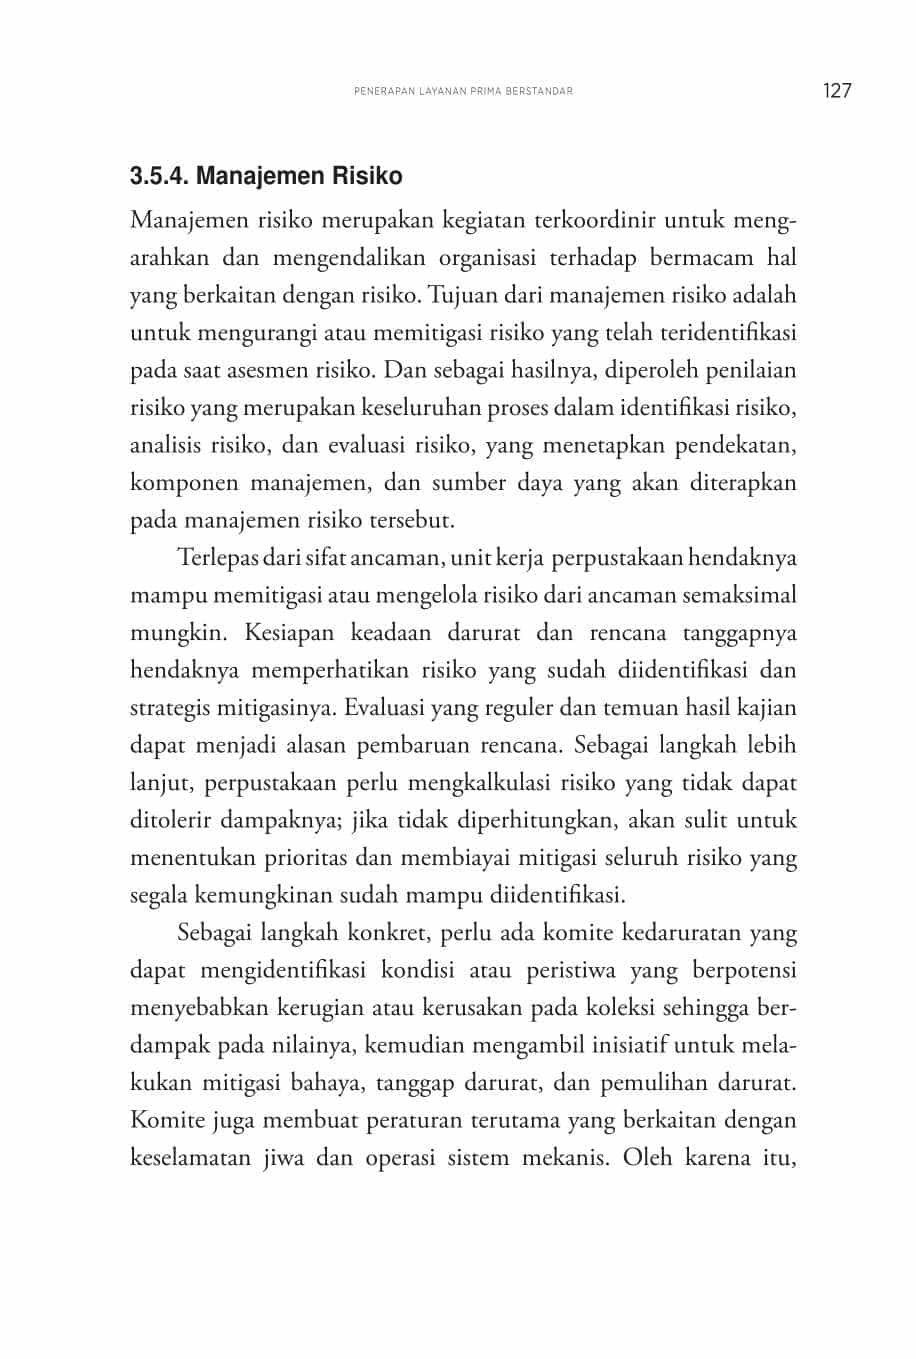 PENERAPAN LAYANAN PRIMA BERSTANDAR
127
3.5.4. Manajemen Risiko
Manajemen risiko merupakan kegiatan terkoordinir untuk meng-
arahkan dan mengendalikan organisasi terhadap bermacam hal
yang berkaitan dengan risiko. Tujuan dari manajemen risiko adalah
untuk mengurangi atau memitigasi risiko yang telah teridentifikasi
pada saat asesmen risiko. Dan sebagai hasilnya, diperoleh penilaian
risiko yang merupakan keseluruhan proses dalam identifikasi risiko,
analisis risiko, dan evaluasi risiko, yang menetapkan pendekatan,
komponen manajemen, dan sumber daya yang akan diterapkan
pada manajemen risiko tersebut.
Terlepas dari sifat ancaman, unit kerja perpustakaan hendaknya
mampu memitigasi atau mengelola risiko dari ancaman semaksimal
mungkin. Kesiapan keadaan darurat dan rencana tanggapnya
hendaknya memperhatikan risiko yang sudah diidentifikasi dan
strategis mitigasinya. Evaluasi yang reguler dan temuan hasil kajian
dapat menjadi alasan pembaruan rencana. Sebagai langkah lebih
lanjut, perpustakaan perlu mengkalkulasi risiko yang tidak dapat
ditolerir dampaknya; jika tidak diperhitungkan, akan sulit untuk
menentukan prioritas dan membiayai mitigasi seluruh risiko yang
segala kemungkinan sudah mampu diidentifikasi.
Sebagai langkah konkret, perlu ada komite kedaruratan yang
dapat mengidentifikasi kondisi atau peristiwa yang berpotensi
menyebabkan kerugian atau kerusakan pada koleksi sehingga ber-
dampak pada nilainya, kemudian mengambil inisiatif untuk mela-
kukan mitigasi bahaya, tanggap darurat, dan pemulihan darurat.
Komite juga membuat peraturan terutama yang berkaitan dengan
keselamatan jiwa dan operasi sistem mekanis. Oleh karena itu,